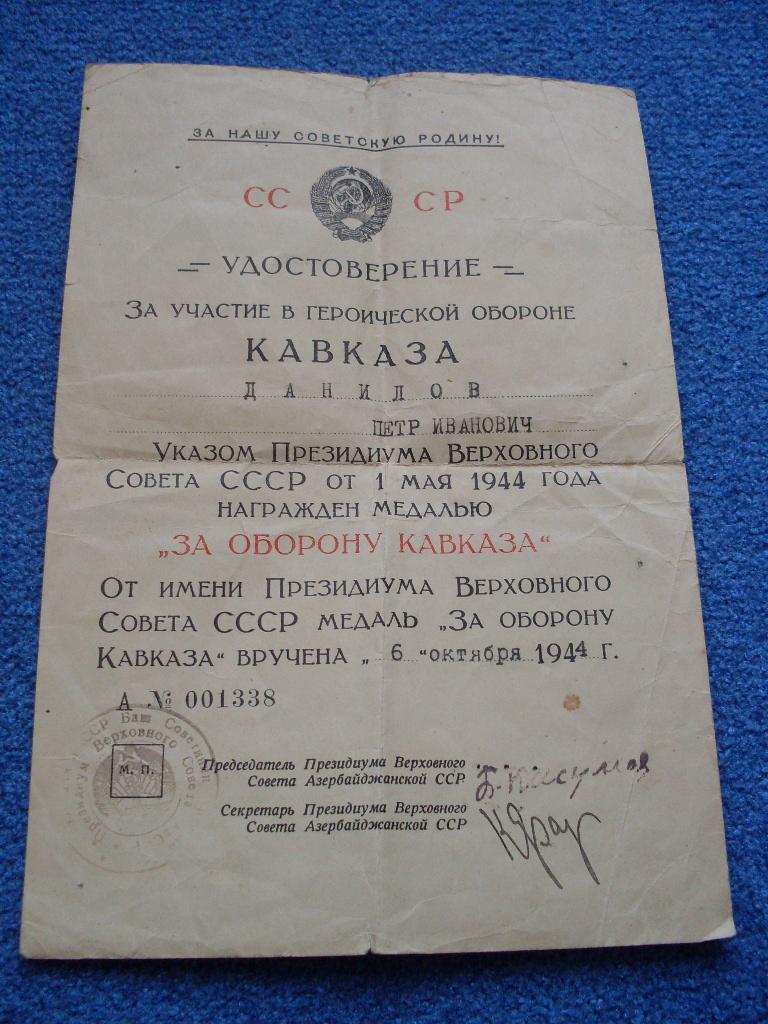 ЗА НАШУ СОВЕТСКУЮ РОДИНУ!
СС СР
УДОСТОВЕРЕНИЕ
ЗА УЧАСТИЕ В ГЕРОИЧЕСКОЙ ОБОРОНЕ
КАВКАЗА
ДАНИЛОВ
ПЕТР ИВАНОВИЧ
УКАЗОМ ПРЕЗИДИУМА ВЕРХОВНОГО
СОВЕТА СССР ОТ 1 МАЯ 1944 ГОДА
НАГРАЖДЕН МЕДАЛЬЮ
„ЗА ОБОРОНУ КАВКАЗА“
ОТ ИМЕНИ ПРЕЗИДИУМА ВЕРХОВНОГО
СОВЕТА СССР МЕДАЛЬ „ЗА ОБОРОНУ
КАВКАЗА“ ВРУЧЕНА „ 6 “ октября 1944 Г.
А № 001338
М. П.
Председатель Президиума Верховного
Совета Азербайджанской ССР
Секретарь Президиума Верховного
Совета Азербайджанской ССР
Президиум Верховного Совета